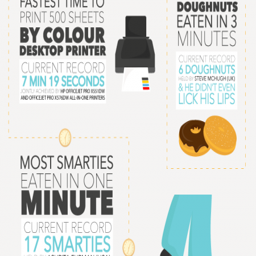 FASTEST TIME TO
PRINT 500 SHEETS
BY COLOUR
DESKTOP PRINTER
CURRENT RECORD
7 MIN 19 SECONDS
JOINTLY ACHIEVED BY HP OFFICEJET PRO X551DW
AND OFFICEJET PRO X576DW ALL-IN-ONE PRINTERS
DOUGHNUTS
EATEN IN 3
MINUTES
CURRENT RECORD
6 DOUGHNUTS
HELD BY STEVE MCHUGH (UK)
& HE DIDN'T EVEN
LICK HIS LIPS
MOST SMARTIES
EATEN IN ONE
MINUTE
CURRENT RECORD
17 SMARTIES